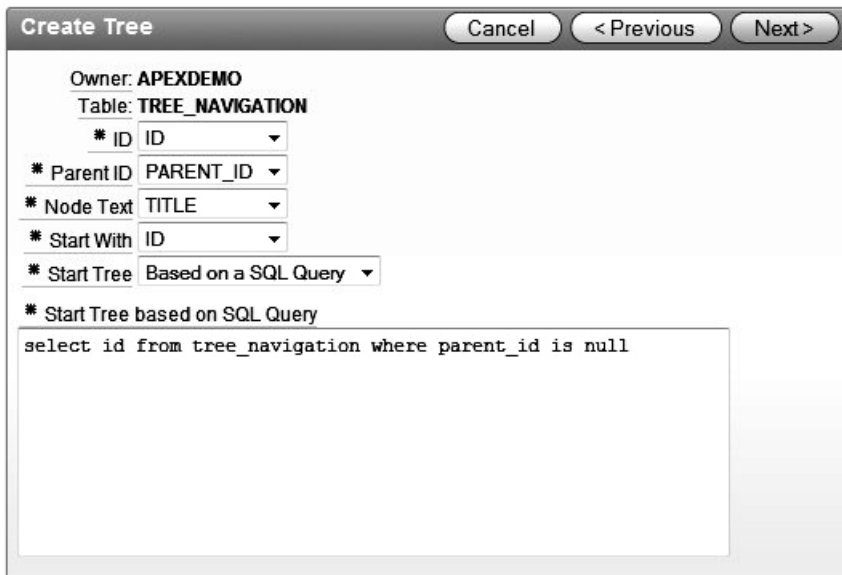 Create Tree Cancel < Previous Next >
Owner: APEXDEMO
Table: TREE_NAVIGATION
* ID ID
* Parent ID PARENT_ID
* Node Text TITLE
* Start With ID
* Start Tree Based on a SQL Query
* Start Tree based on SQL Query
select id from tree_navigation where parent_id is null